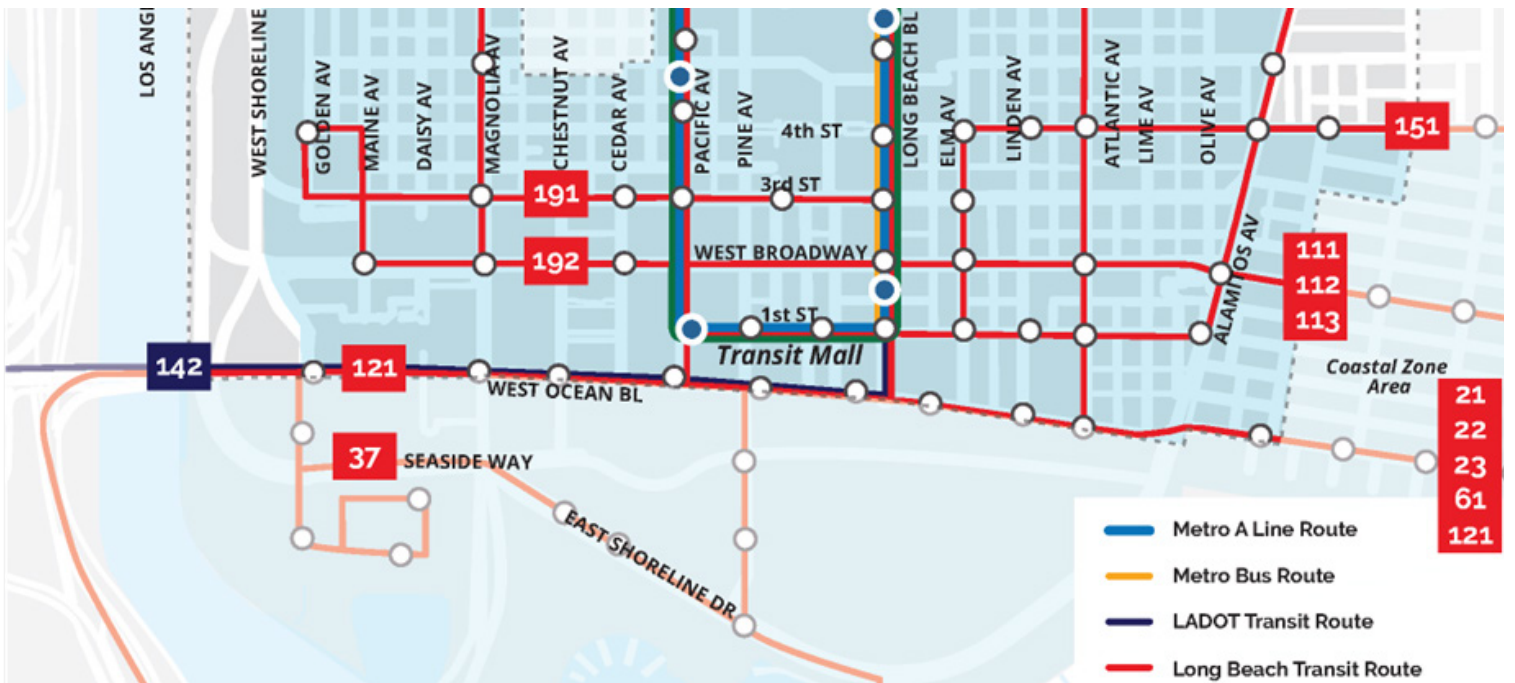 LOS ANGE
WEST SHORELINE
GOLDEN AV
MAINE AV
DAISY AV
MAGNOLIA AV
CHESTNUT AV
CEDAR AV
PACIFIC AV
PINE AV
LONG BEACH BL
ELM AV
LINDEN AV
ATLANTIC AV
LIME AV
OLIVE AV
4th ST
151
3rd ST
191
WEST BROADWAY
192
ALAMITOS AV
111
112
113
1st ST
Transit Mall
142
121
WEST OCEAN BL
Coastal Zone
Area
21
22
23
61
121
37
SEASIDE WAY
EAST SHORELINE DR
Metro A Line Route
Metro Bus Route
LADOT Transit Route
Long Beach Transit Route